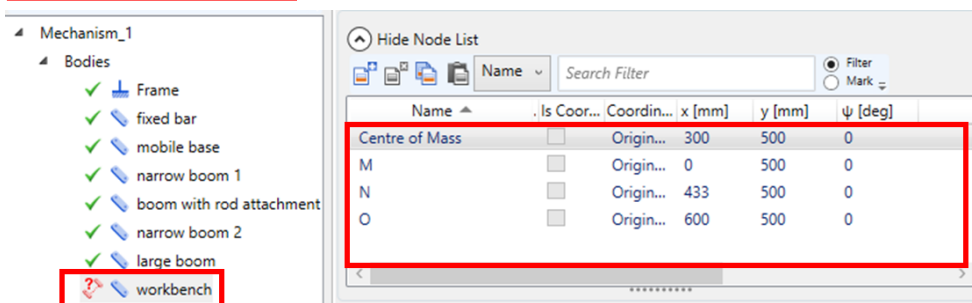 Mechanism_1
Bodies
Frame
fixed bar
mobile base
narrow boom 1
boom with rod attachment
narrow boom 2
large boom
workbench
Hide Node List
Name Search Filter Filter
Mark
Name . Is Coor... Coordin... x [mm] y [mm] ψ [deg]
Centre of Mass Origin... 300 500 0
M Origin... 0 500 0
N Origin... 433 500 0
O Origin... 600 500 0